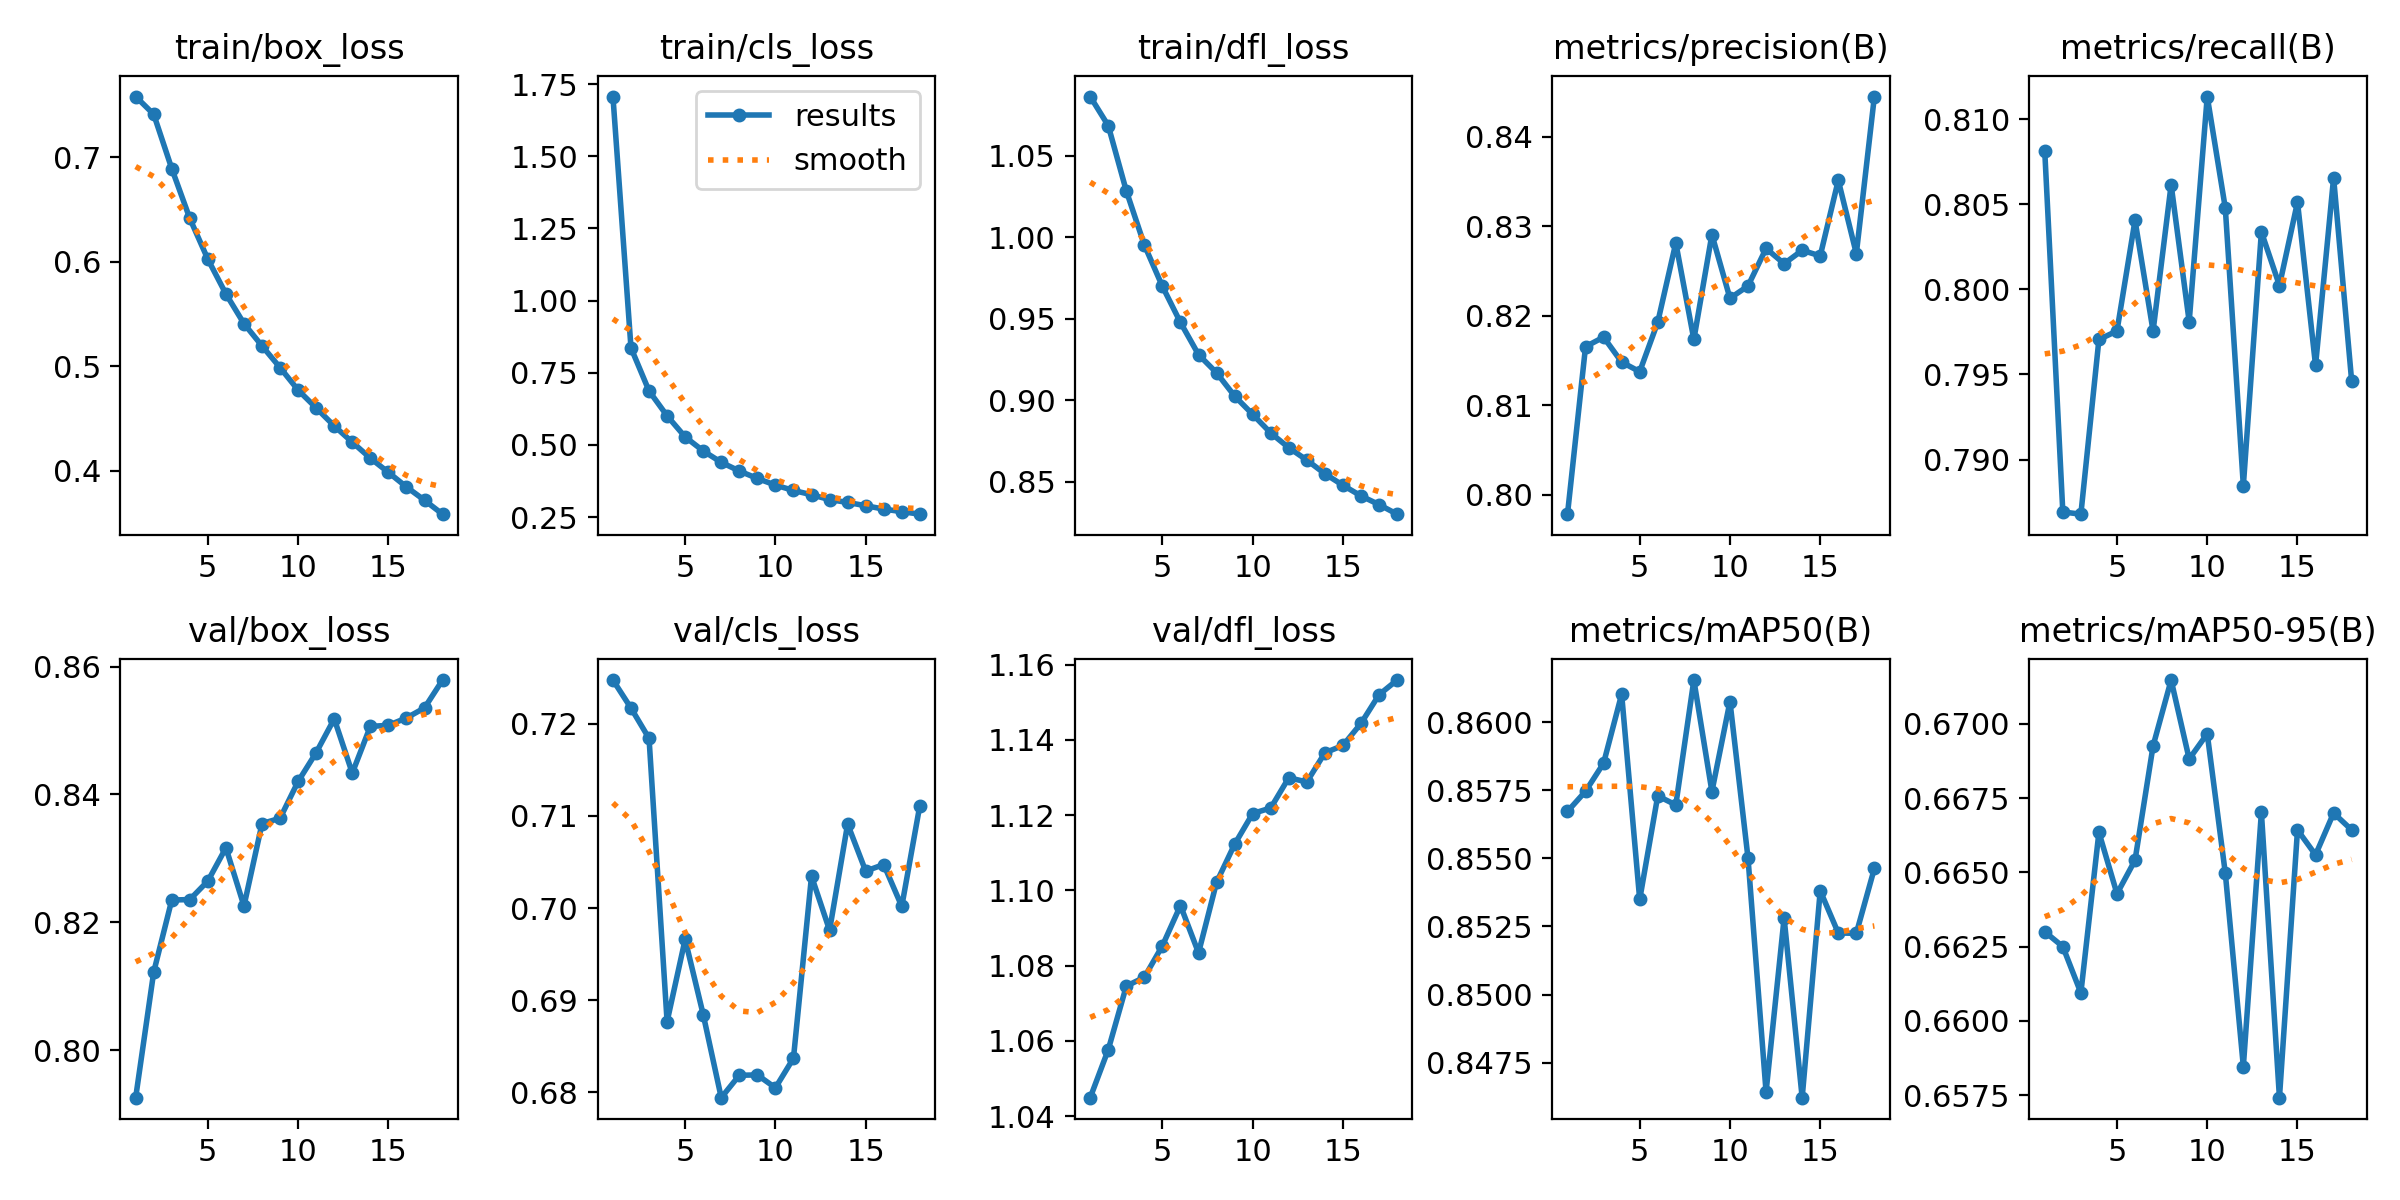 train/box_loss
0.7
0.6
0.5
0.4
5 10 15
train/cls_loss
results
smooth
1.75
1.50
1.25
1.00
0.75
0.50
0.25
5 10 15
train/dfl_loss
1.05
1.00
0.95
0.90
0.85
5 10 15
metrics/precision(B)
0.84
0.83
0.82
0.81
0.80
5 10 15
metrics/recall(B)
0.810
0.805
0.800
0.795
0.790
5 10 15
val/box_loss
0.86
0.84
0.82
0.80
5 10 15
val/cls_loss
0.72
0.71
0.70
0.69
0.68
5 10 15
val/dfl_loss
1.16
1.14
1.12
1.10
1.08
1.06
1.04
5 10 15
metrics/mAP50(B)
0.8600
0.8575
0.8550
0.8525
0.8500
0.8475
5 10 15
metrics/mAP50-95(B)
0.6700
0.6675
0.6650
0.6625
0.6600
0.6575
5 10 15